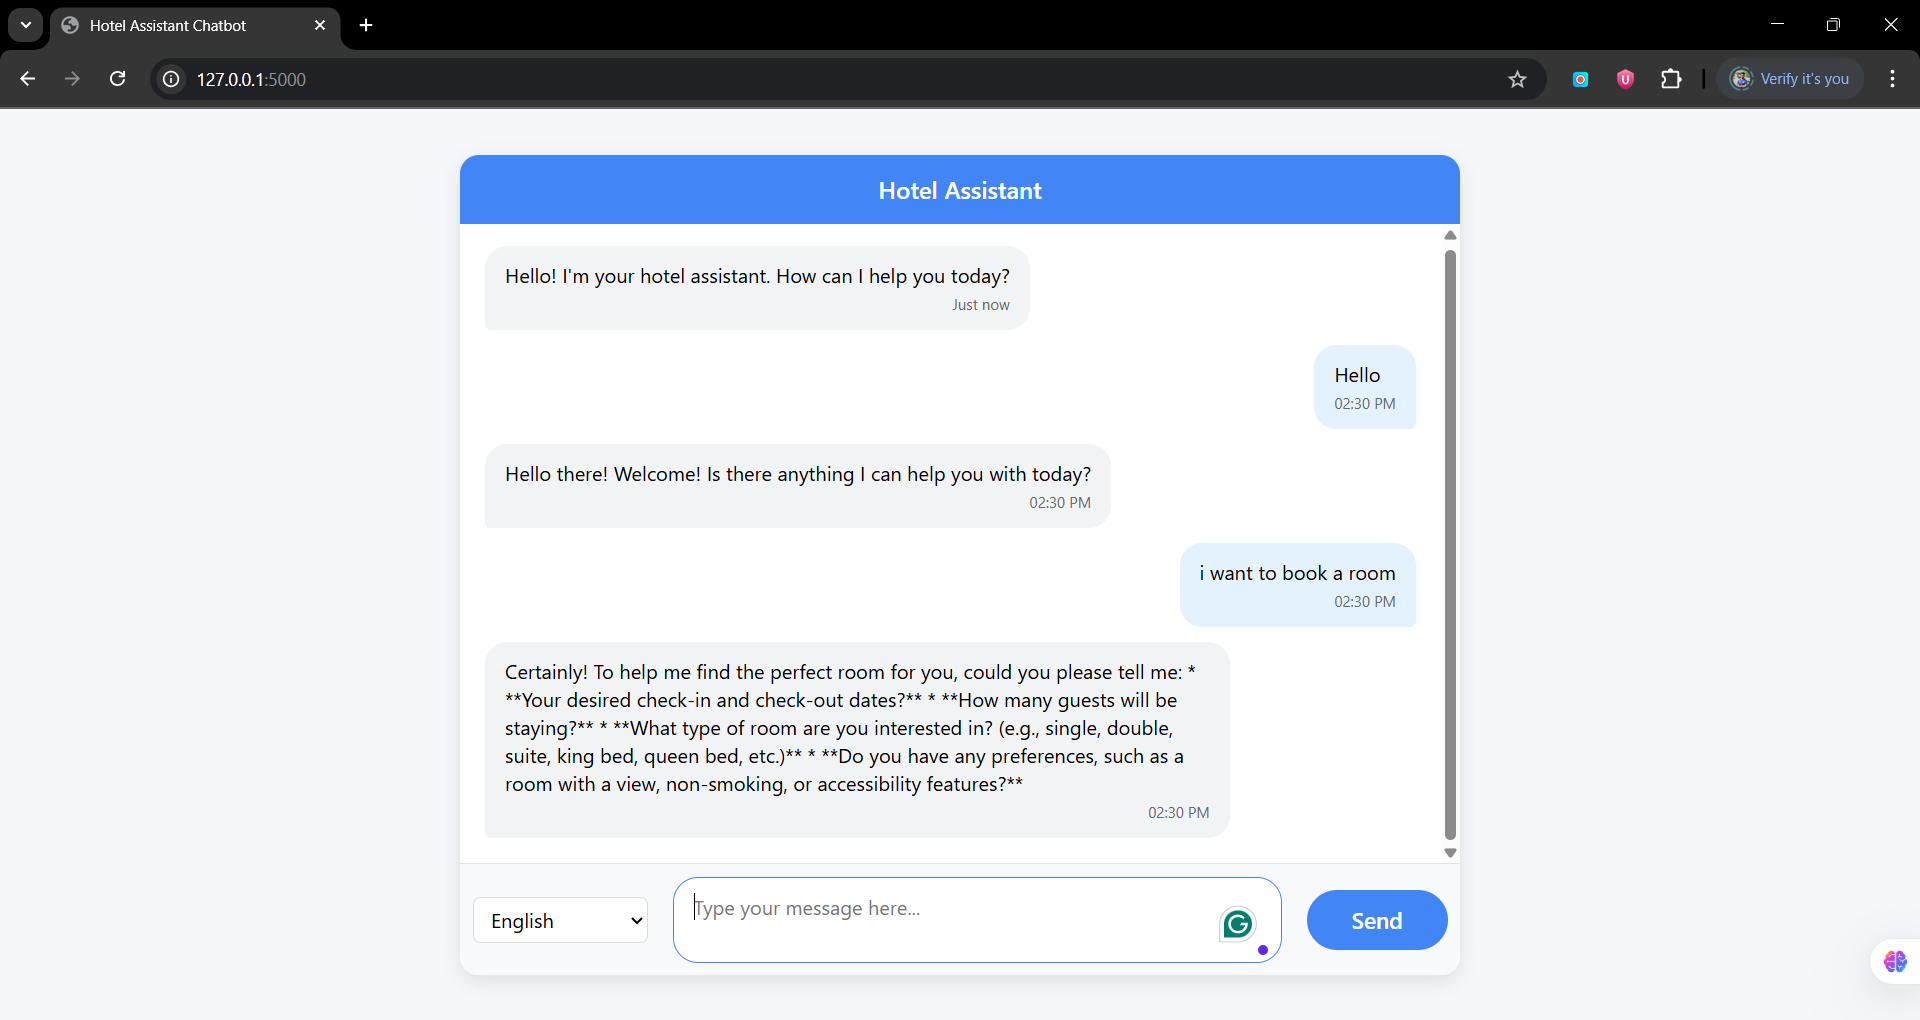 Hotel Assistant Chatbot
127.0.0.1:5000
Verify it's you
Hotel Assistant
Hello! I'm your hotel assistant. How can I help you today?
Just now
Hello
02:30 PM
Hello there! Welcome! Is there anything I can help you with today?
02:30 PM
i want to book a room
02:30 PM
Certainly! To help me find the perfect room for you, could you please tell me: *
**Your desired check-in and check-out dates?** * **How many guests will be
staying?** * **What type of room are you interested in? (e.g., single, double,
suite, king bed, queen bed, etc.)** * **Do you have any preferences, such as a
room with a view, non-smoking, or accessibility features?**
02:30 PM
English
Type your message here...
Send